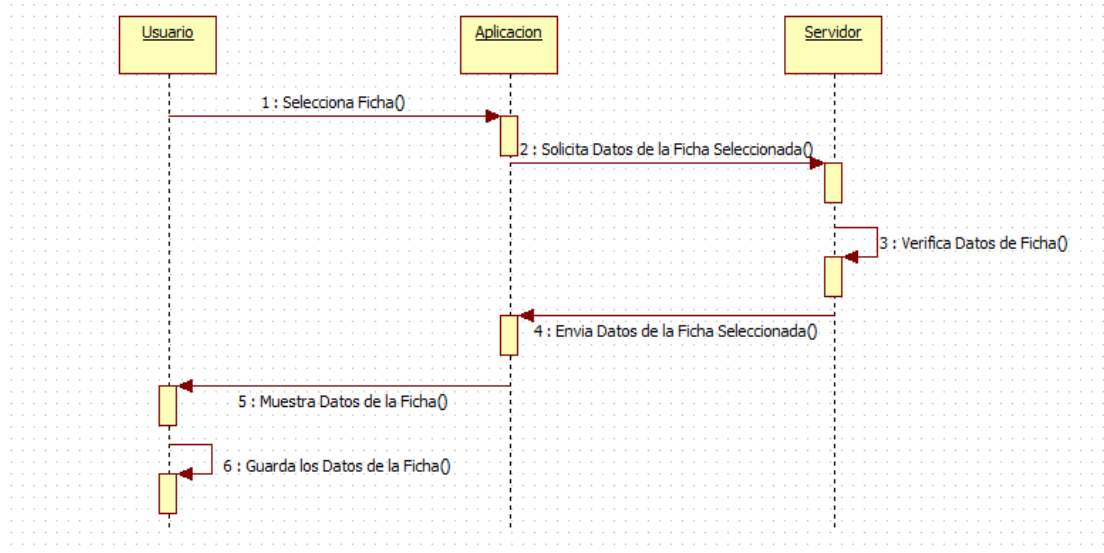 Usuario
Aplicacion
Servidor
1 : Selecciona Ficha()
2 : Solicita Datos de la Ficha Seleccionada()
3 : Verifica Datos de Ficha()
4 : Envia Datos de la Ficha Seleccionada()
5 : Muestra Datos de la Ficha()
6 : Guarda los Datos de la Ficha()